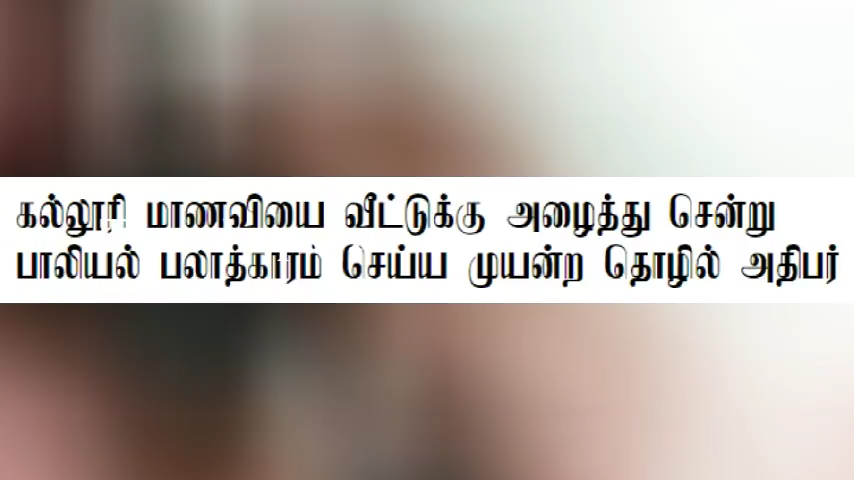 கல்லூரி மாணவியை வீட்டுக்கு அழைத்து சென்று
பாலியல் பலாத்காரம் செய்ய முயன்ற தொழில் அதிபர்